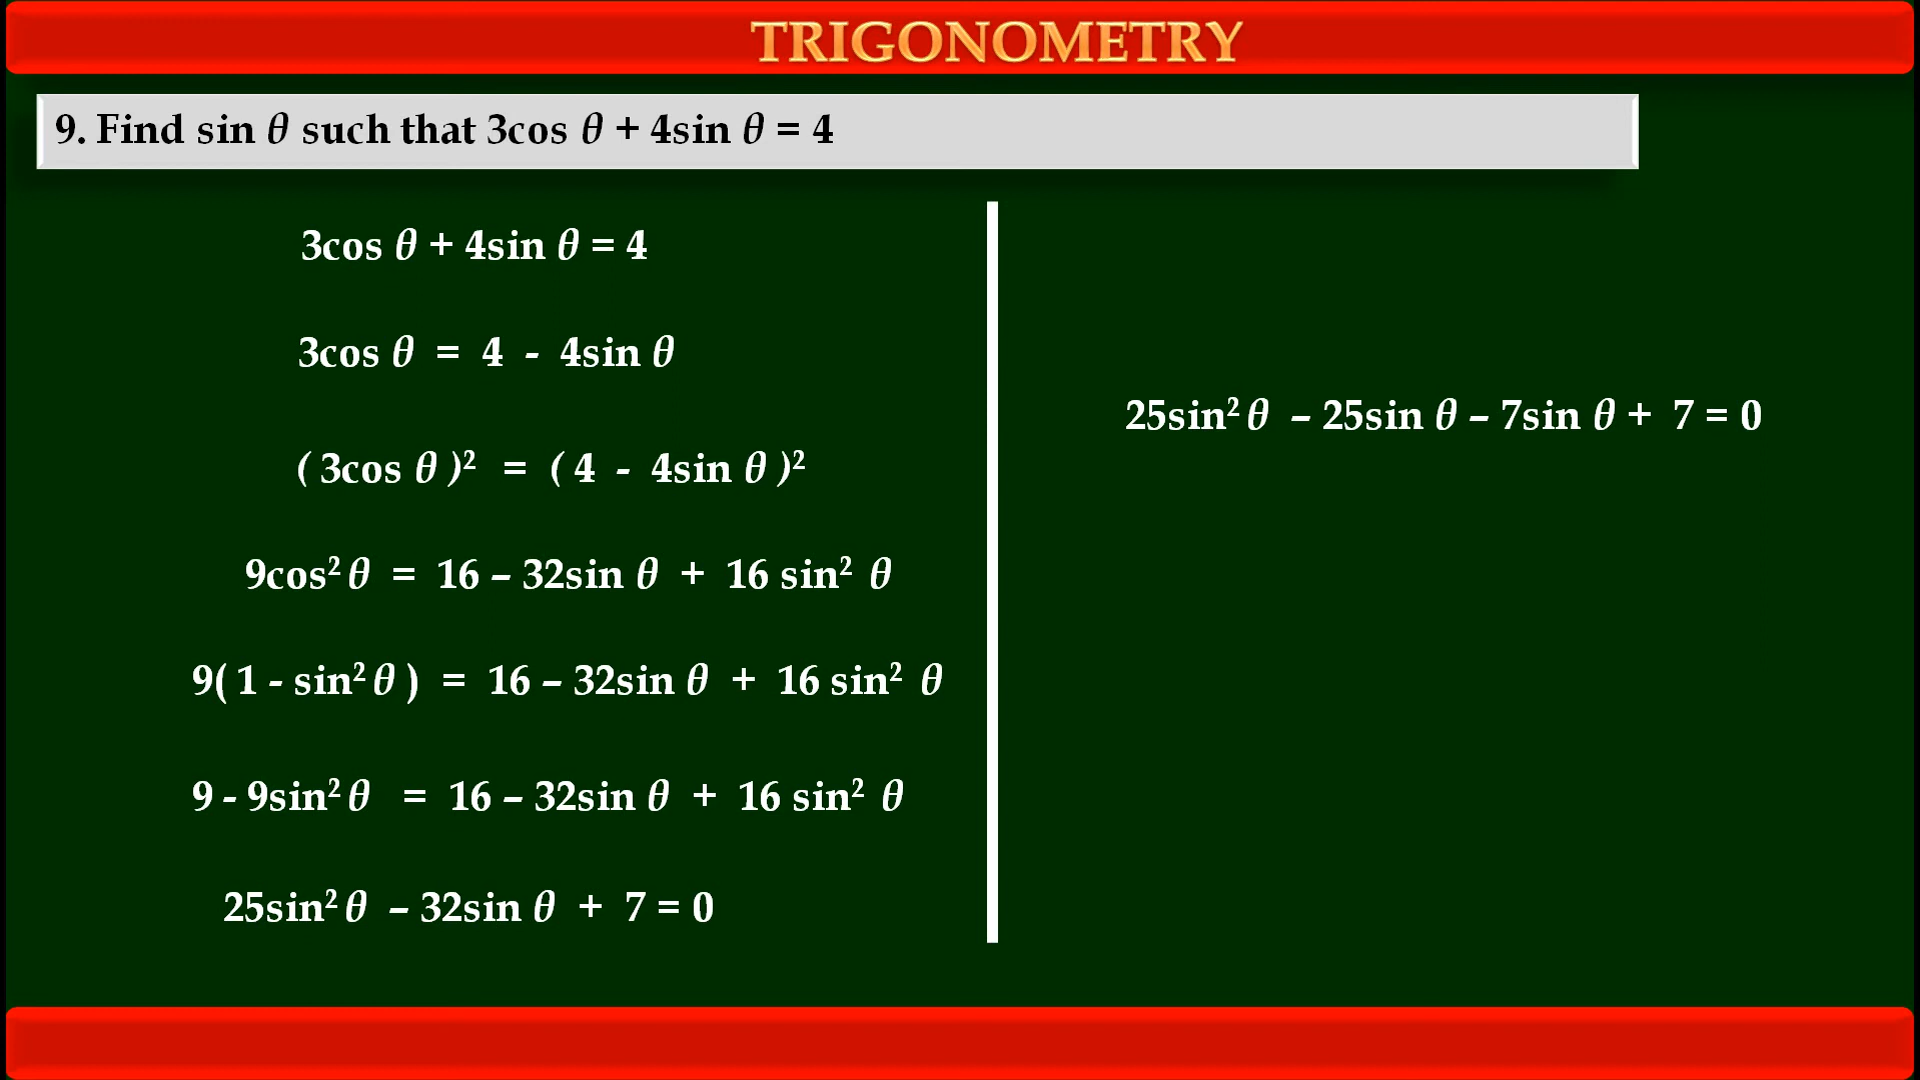 TRIGONOMETRY
9. Find sin θ such that 3cos θ + 4sin θ = 4
3cos θ + 4sin θ = 4
3cos θ = 4 - 4sin θ
( 3cos θ )² = ( 4 - 4sin θ )²
9cos² θ = 16 – 32sin θ + 16 sin² θ
9( 1 - sin² θ ) = 16 – 32sin θ + 16 sin² θ
9 - 9sin² θ = 16 – 32sin θ + 16 sin² θ
25sin² θ – 32sin θ + 7 = 0
25sin² θ – 25sin θ – 7sin θ + 7 = 0